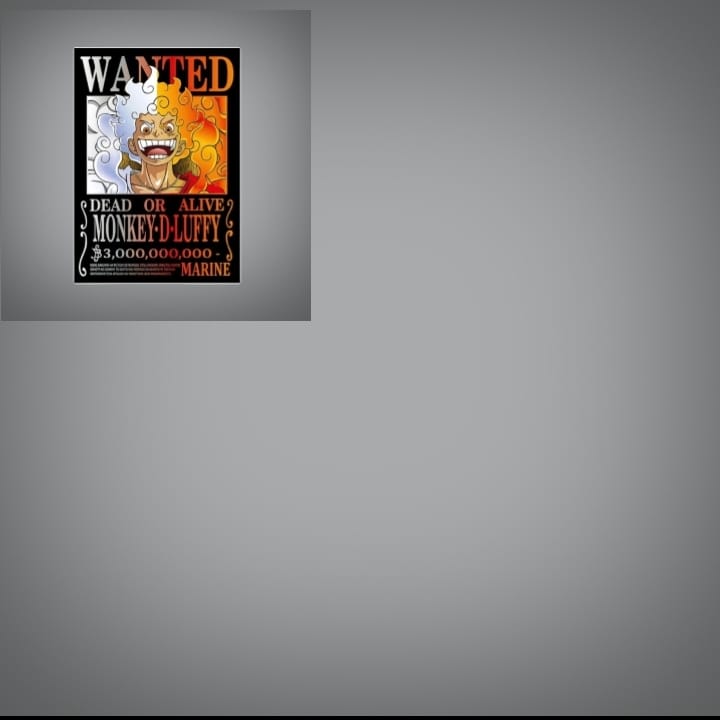 WANTED
DEAD OR ALIVE
MONKEY·D·LUFFY
฿3,000,000,000-
MARINE